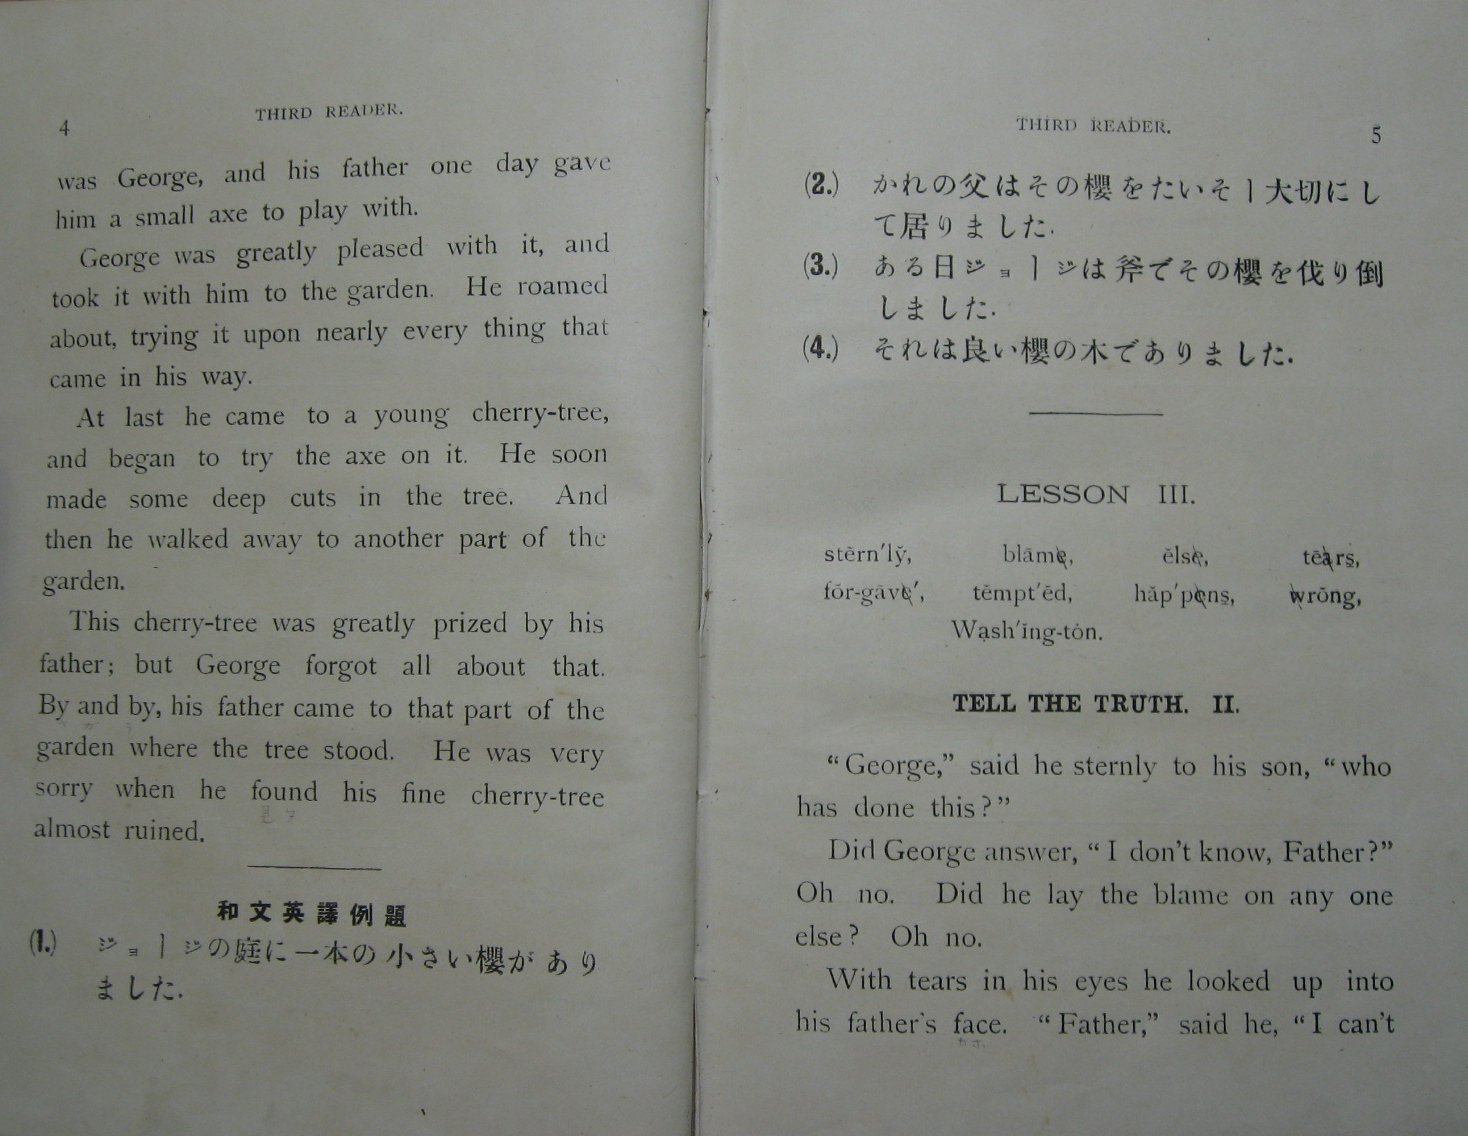 4
THIRD READER.
was George, and his father one day gave
him a small axe to play with.
George was greatly pleased with it, and
took it with him to the garden. He roamed
about, trying it upon nearly every thing that
came in his way.
At last he came to a young cherry-tree,
and began to try the axe on it. He soon
made some deep cuts in the tree. And
then he walked away to another part of the
garden.
This cherry-tree was greatly prized by his
father; but George forgot all about that.
By and by, his father came to that part of the
garden where the tree stood. He was very
sorry when he found his fine cherry-tree
almost ruined.
和文英譯例題
(1.) ジョージの庭に一本の小さい櫻があり
ました.
THIRD READER.
5
(2.) かれの父はその櫻をたいそー大切にし
て居りました.
(3.) ある日ジョージは斧でその櫻を伐り倒
しました.
(4.) それは良い櫻の木でありました.
LESSON III.
stẽrn′lў, blāme, ĕlse, tēars,
fŏr-gāve′, tĕmpt′ĕd, hăp′pens, wrŏng,
Wạsh′ĭng-tȯn.
TELL THE TRUTH. II.
“George,” said he sternly to his son, “who
has done this?”
Did George answer, “I don't know, Father?”
Oh no. Did he lay the blame on any one
else? Oh no.
With tears in his eyes he looked up into
his father's face. “Father,” said he, “I can't